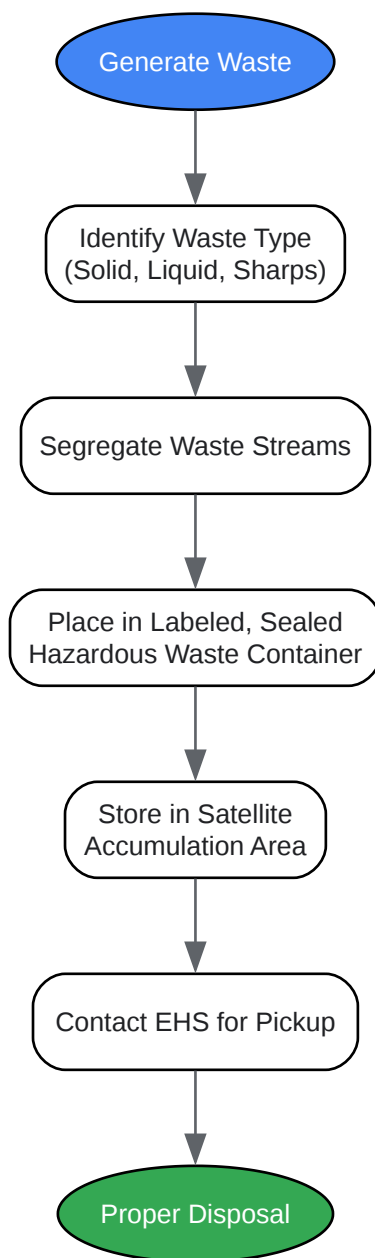 Generate Waste
Identify Waste Type
(Solid, Liquid, Sharps)
Segregate Waste Streams
Place in Labeled, Sealed
Hazardous Waste Container
Store in Satellite
Accumulation Area
Contact EHS for Pickup
Proper Disposal